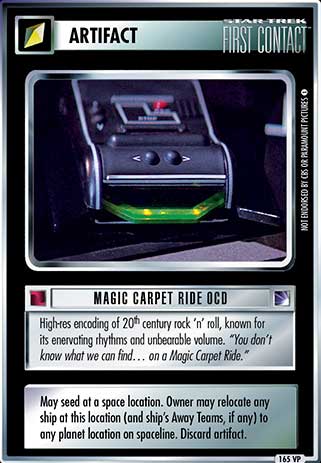 ARTIFACT
STAR TREK
FIRST CONTACT
STOP
< >
NOT ENDORSED BY CBS OR PARAMOUNT PICTURES
MAGIC CARPET RIDE OCD
High-res encoding of 20th century rock 'n' roll, known for
its enervating rhythms and unbearable volume. “You don't
know what we can find... on a Magic Carpet Ride.”
May seed at a space location. Owner may relocate any
ship at this location (and ship's Away Teams, if any) to
any planet location on spaceline. Discard artifact.
165 VP